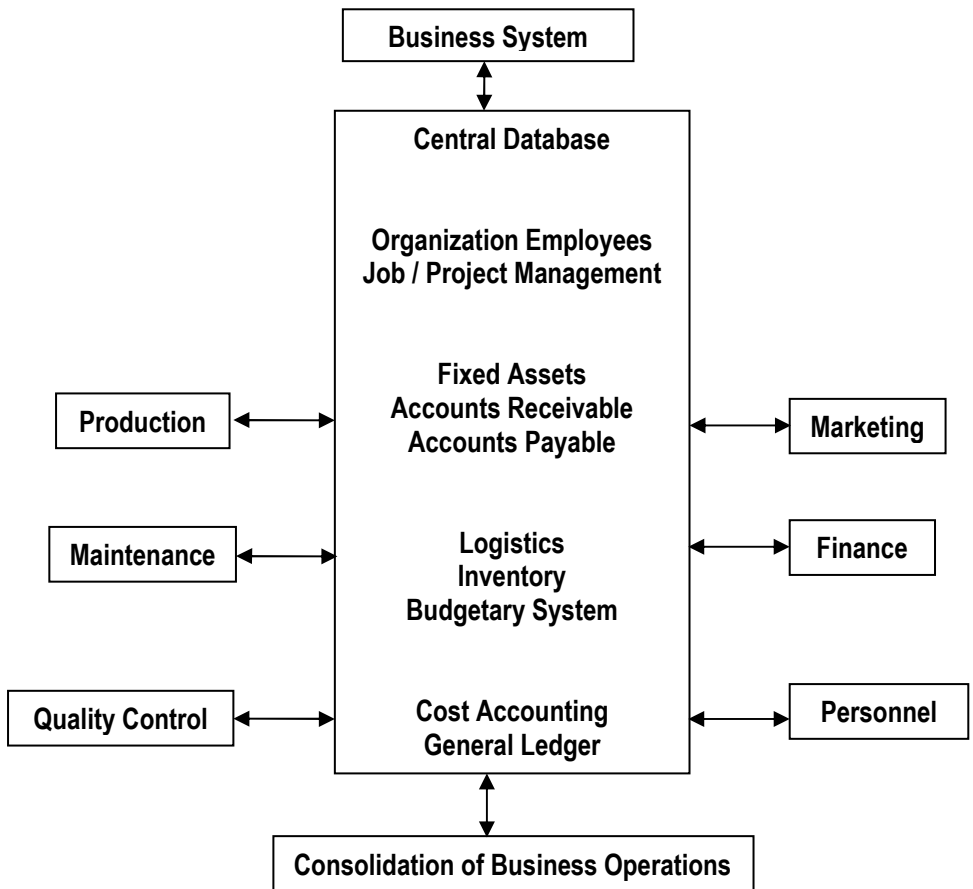 Business System
Central Database
Organization Employees
Job / Project Management
Fixed Assets
Accounts Receivable
Accounts Payable
Production
Marketing
Maintenance
Logistics
Inventory
Budgetary System
Finance
Quality Control
Cost Accounting
General Ledger
Personnel
Consolidation of Business Operations